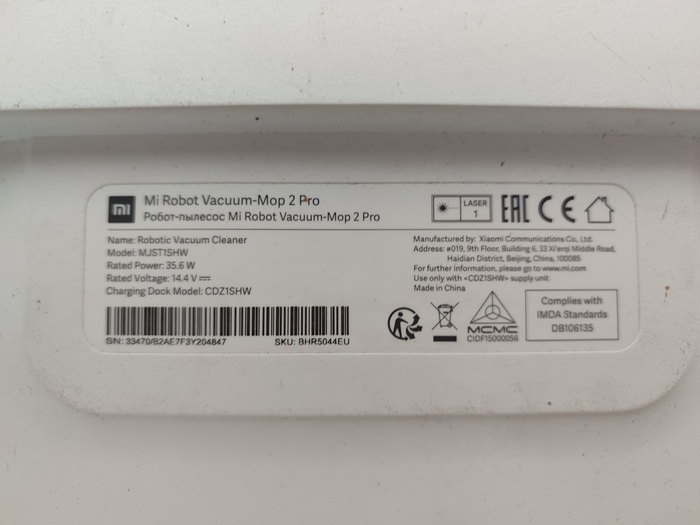 mi
Mi Robot Vacuum-Mop 2 Pro
Робот-пылесос Mi Robot Vacuum-Mop 2 Pro
Name: Robotic Vacuum Cleaner
Model: MJST1SHW
Rated Power: 35.6 W
Rated Voltage: 14.4 V
Charging Dock Model: CDZ1SHW
SN: 33470/B2AE7F3Y204847
SKU: BHR5044EU
LASER
1
EAC CE
Manufactured by: Xiaomi Communications Co., Ltd.
Address: #019, 9th Floor, Building 6, 33 Xi'erqi Middle Road,
Haidian District, Beijing, China, 100085
For further information, please go to www.mi.com
Use only with <CDZ1SHW> supply unit
Made in China
MCMC
CIDF15000056
Complies with
IMDA Standards
DB106135